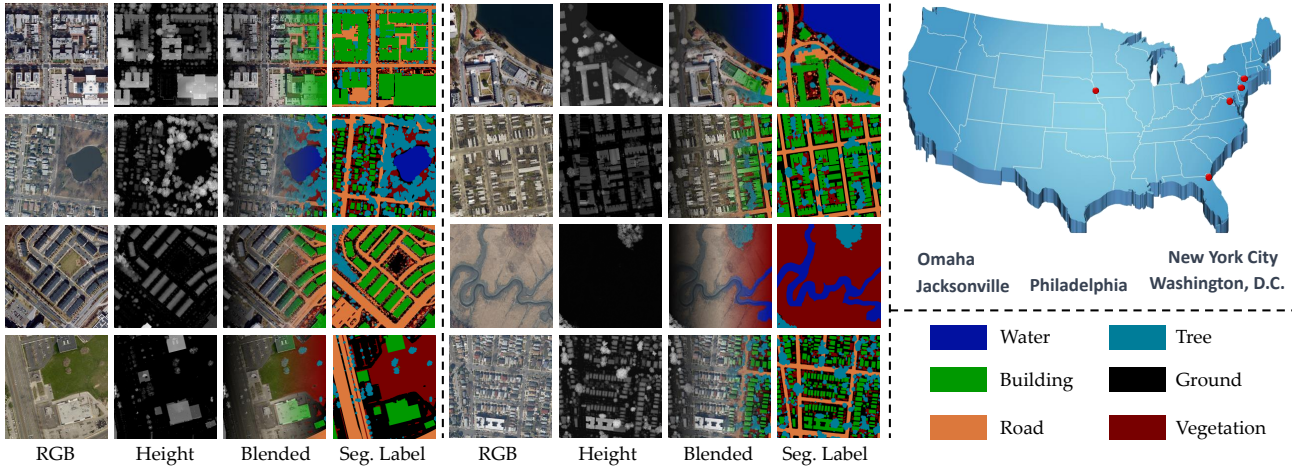 RGB Height Blended Seg. Label RGB Height Blended Seg. Label
Omaha
Jacksonville
Philadelphia
New York City
Washington, D.C.
Water
Tree
Building
Ground
Road
Vegetation